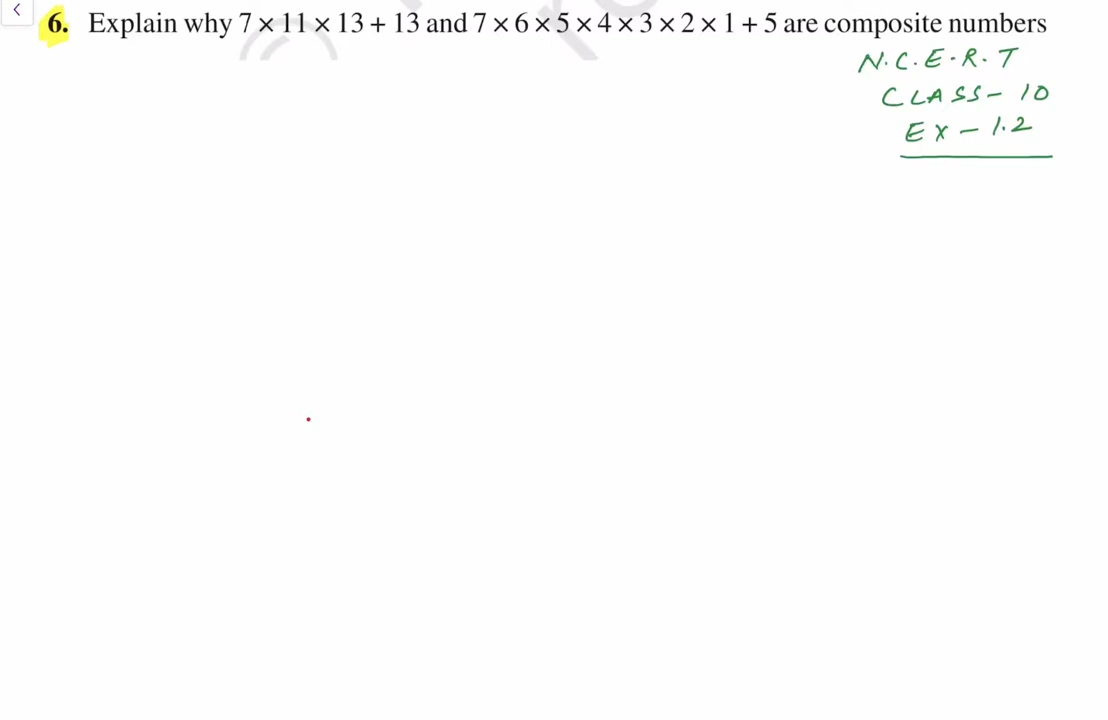 6. Explain why 7 × 11 × 13 + 13 and 7 × 6 × 5 × 4 × 3 × 2 × 1 + 5 are composite numbers
N.C.E.R.T
CLASS- 10
EX - 1.2